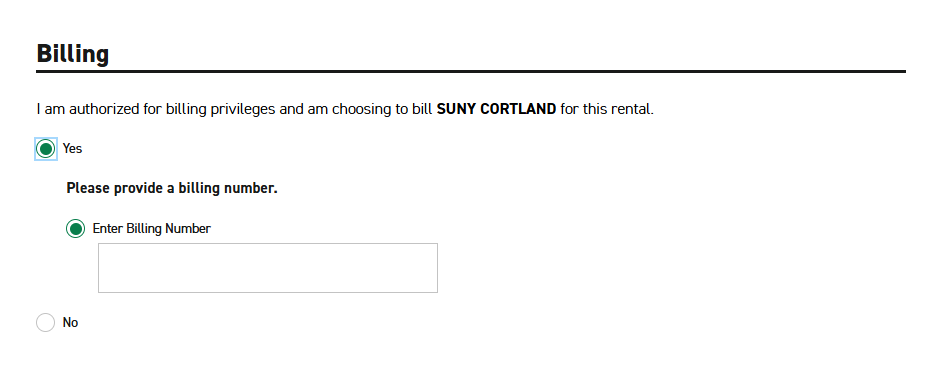 Billing
I am authorized for billing privileges and am choosing to bill SUNY CORTLAND for this rental.
Yes
Please provide a billing number.
Enter Billing Number
No